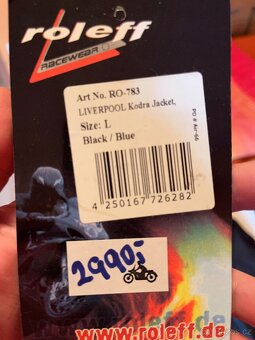 roleff
RACEWEAR
Art No. RO-783
LIVERPOOL Kodra Jacket,
Size: L
Black / Blue
4 250167 726282
2990,-
www.roleff.de